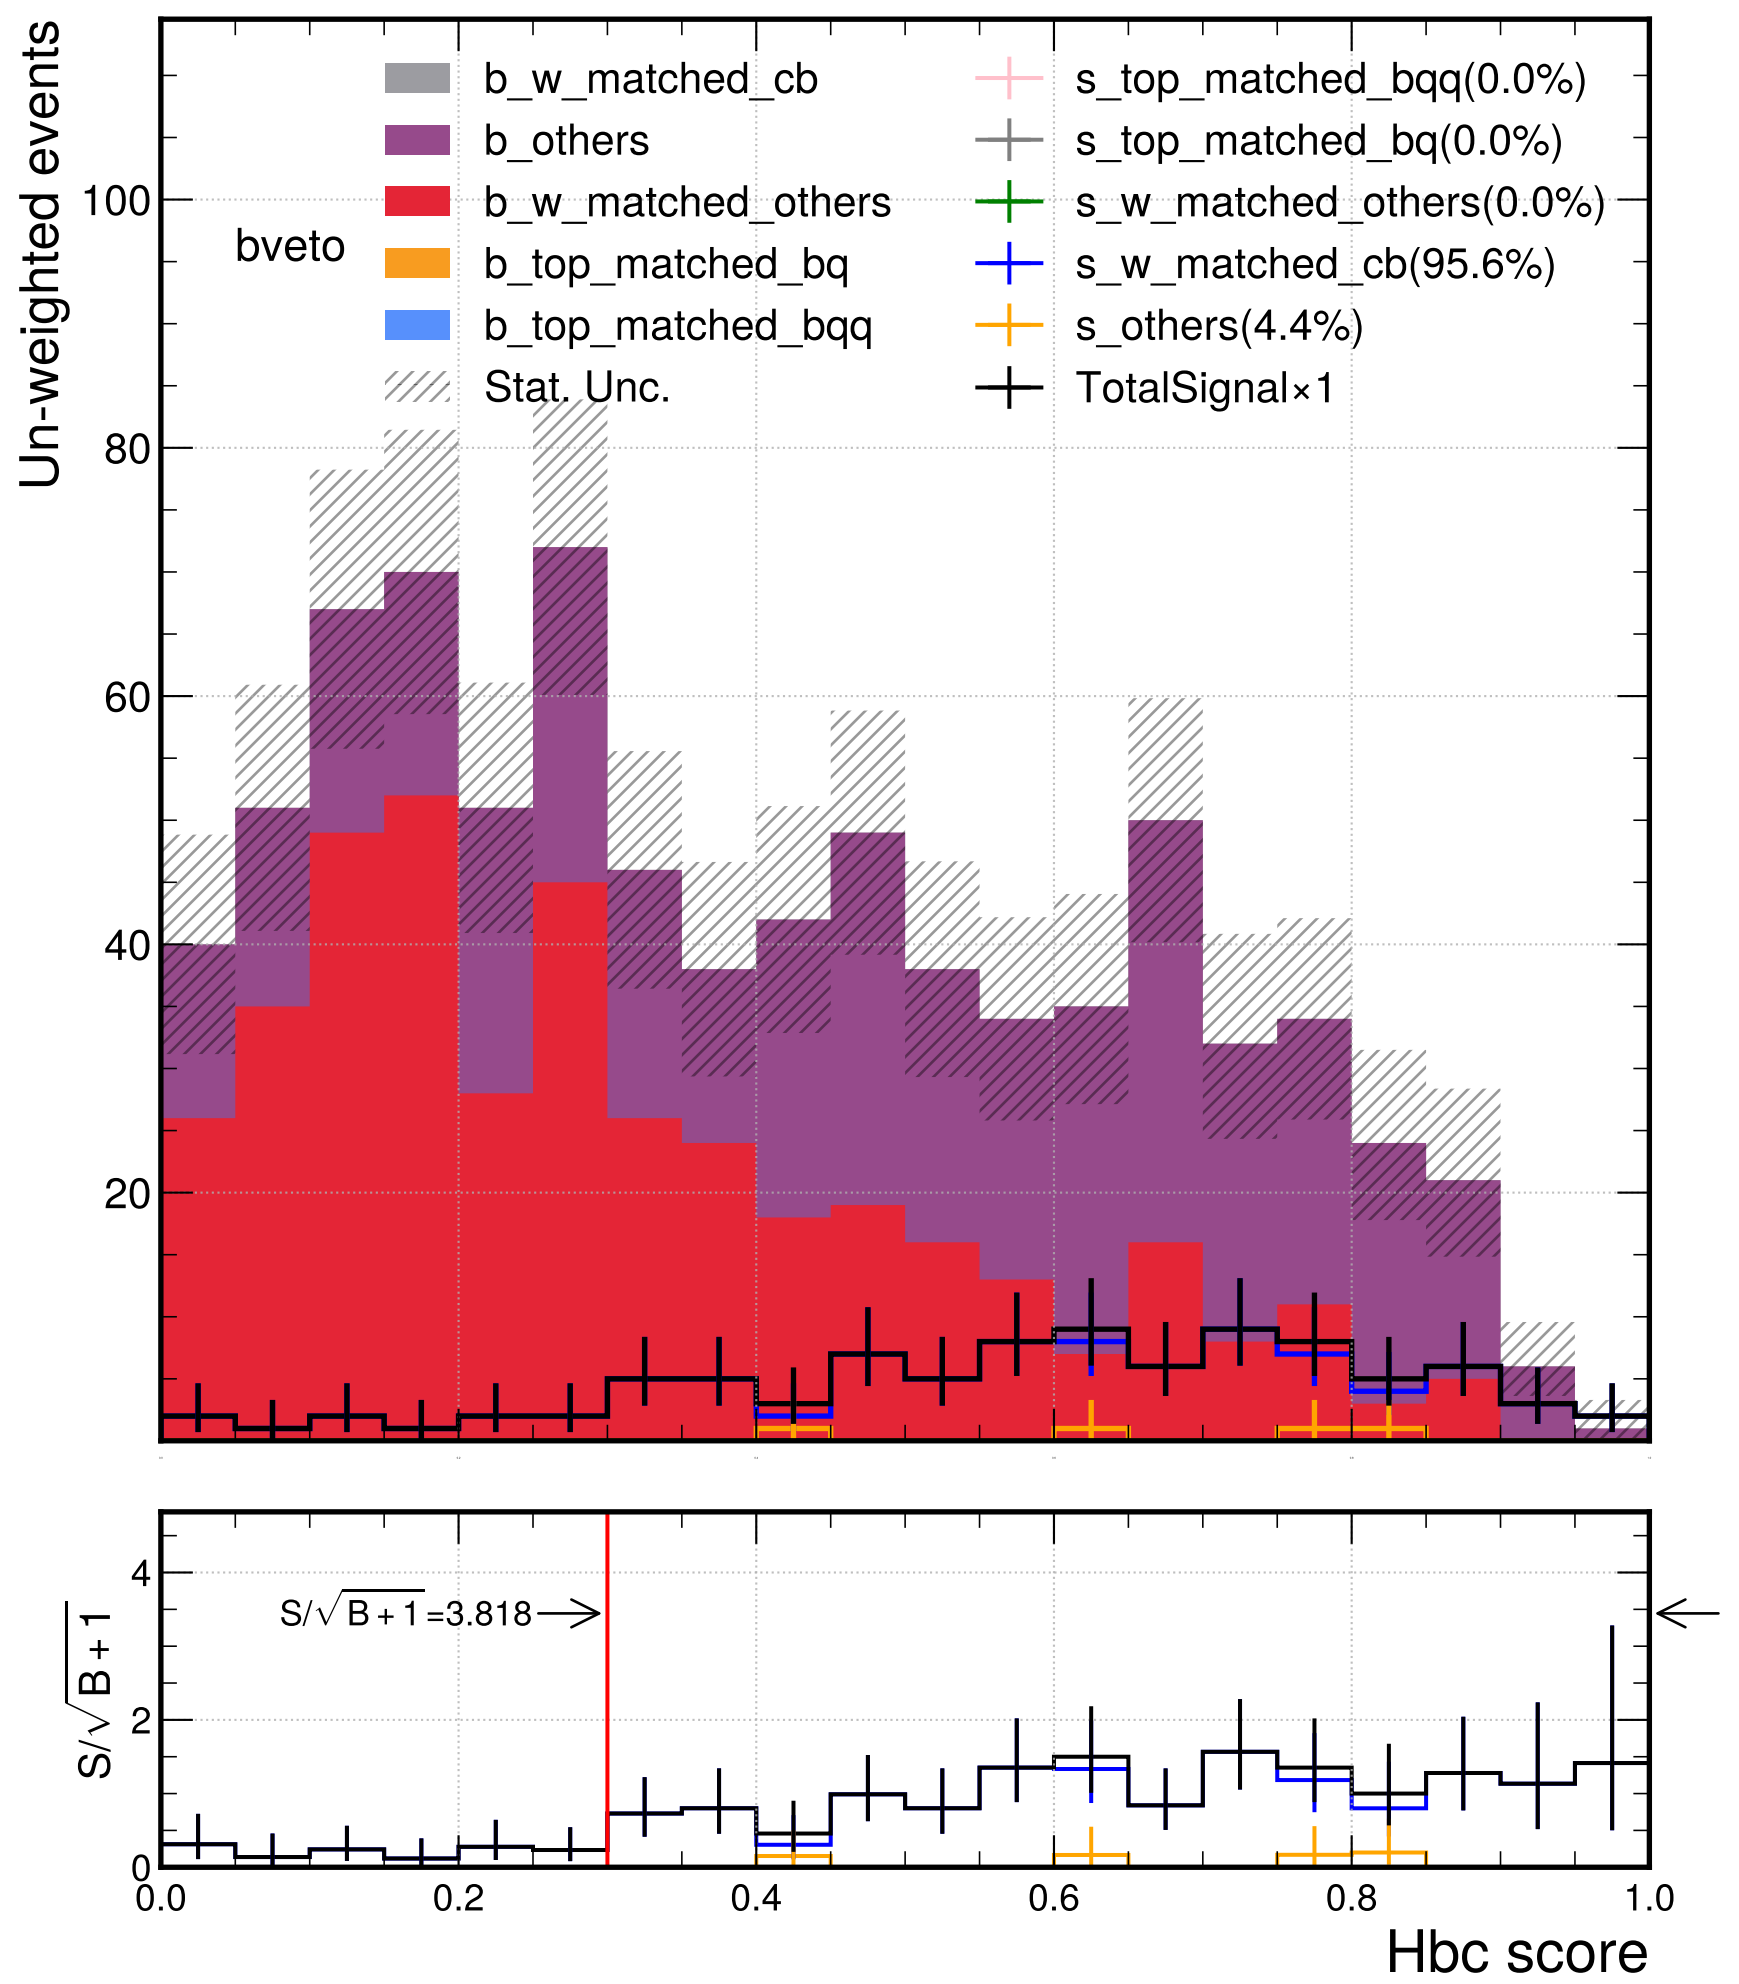 Un-weighted events
100
80
60
40
20
bveto
b_w_matched_cb
b_others
b_w_matched_others
b_top_matched_bq
b_top_matched_bqq
Stat. Unc.
s_top_matched_bqq(0.0%)
s_top_matched_bq(0.0%)
s_w_matched_others(0.0%)
s_w_matched_cb(95.6%)
s_others(4.4%)
TotalSignal×1
S/√B+1
4
2
0
S/√B+1=3.818
0.0 0.2 0.4 0.6 0.8 1.0
Hbc score